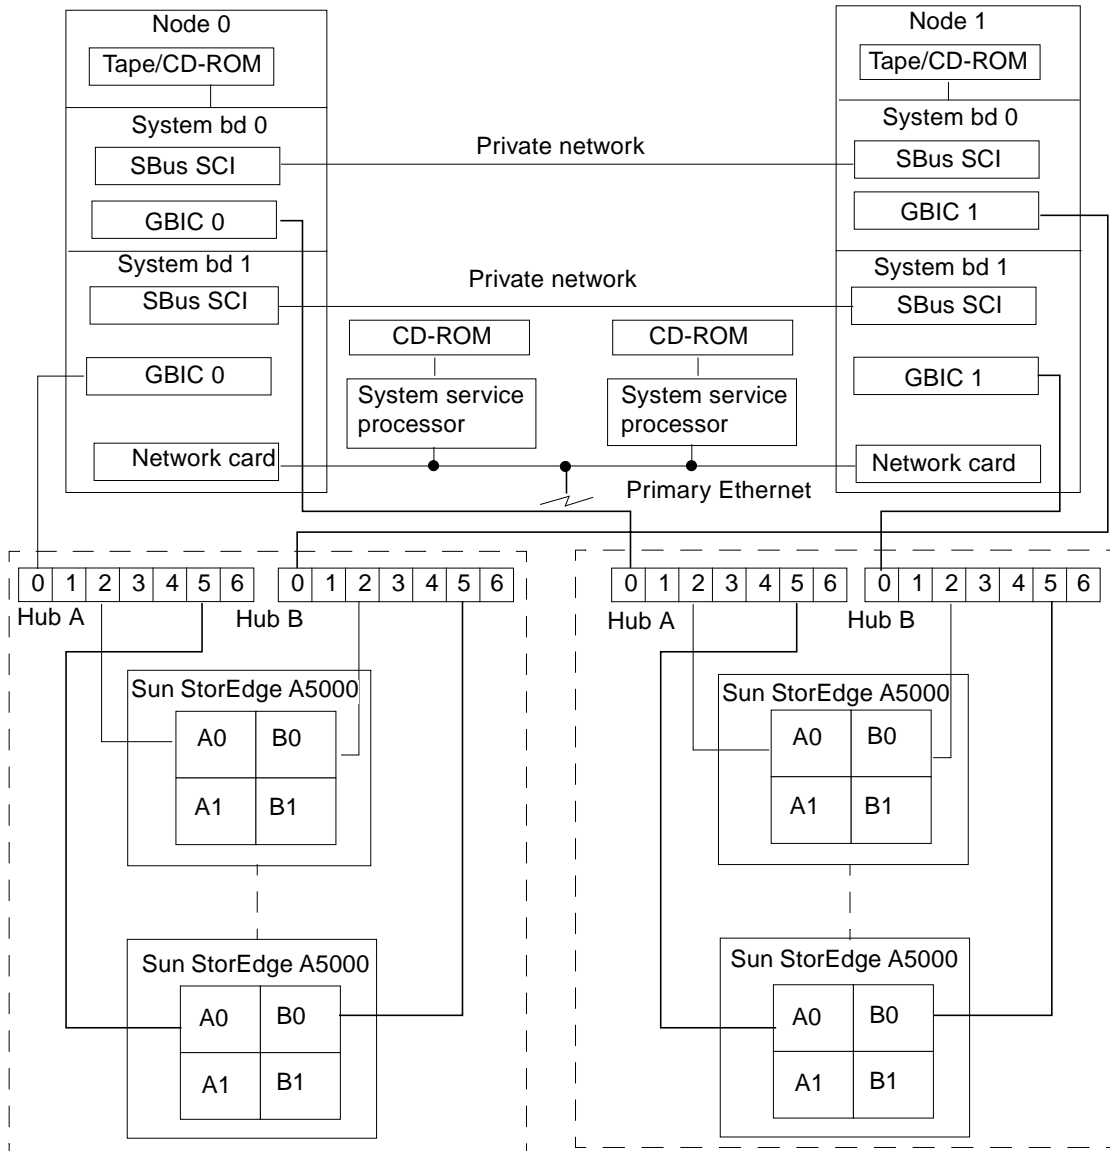 Node 0
Tape/CD-ROM
System bd 0
SBus SCI
GBIC 0
System bd 1
SBus SCI
GBIC 0
Network card
Private network
Private network
CD-ROM
System service
processor
CD-ROM
System service
processor
Primary Ethernet
Node 1
Tape/CD-ROM
System bd 0
SBus SCI
GBIC 1
System bd 1
SBus SCI
GBIC 1
Network card
0 1 2 3 4 5 6
Hub A
0 1 2 3 4 5 6
Hub B
Sun StorEdge A5000
A0 B0
A1 B1
Sun StorEdge A5000
A0 B0
A1 B1
0 1 2 3 4 5 6
Hub A
0 1 2 3 4 5 6
Hub B
Sun StorEdge A5000
A0 B0
A1 B1
Sun StorEdge A5000
A0 B0
A1 B1